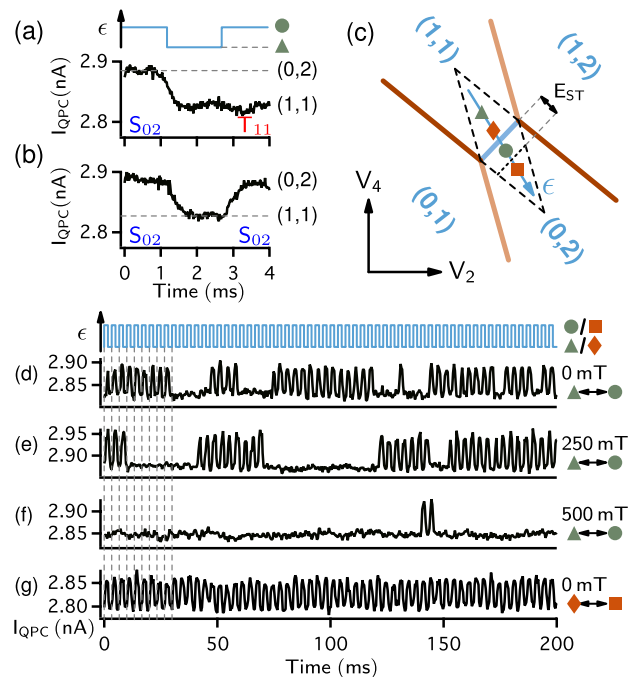 (a)
ϵ
2.9
2.8
I_QPC (nA)
(0,2)
(1,1)
S_02
T_11
(b)
2.9
2.8
I_QPC (nA)
(0,2)
(1,1)
S_02
S_02
0 1 2 3 4
Time (ms)
(c)
(1,1)
(1,2)
E_ST
ϵ
(0,1)
(0,2)
V_4
V_2
ϵ
/
/
(d)
2.90
2.85
0 mT
(e)
2.95
2.90
250 mT
(f)
2.90
2.85
500 mT
(g)
2.85
2.80
0 mT
I_QPC (nA)
0 50 100 150 200
Time (ms)